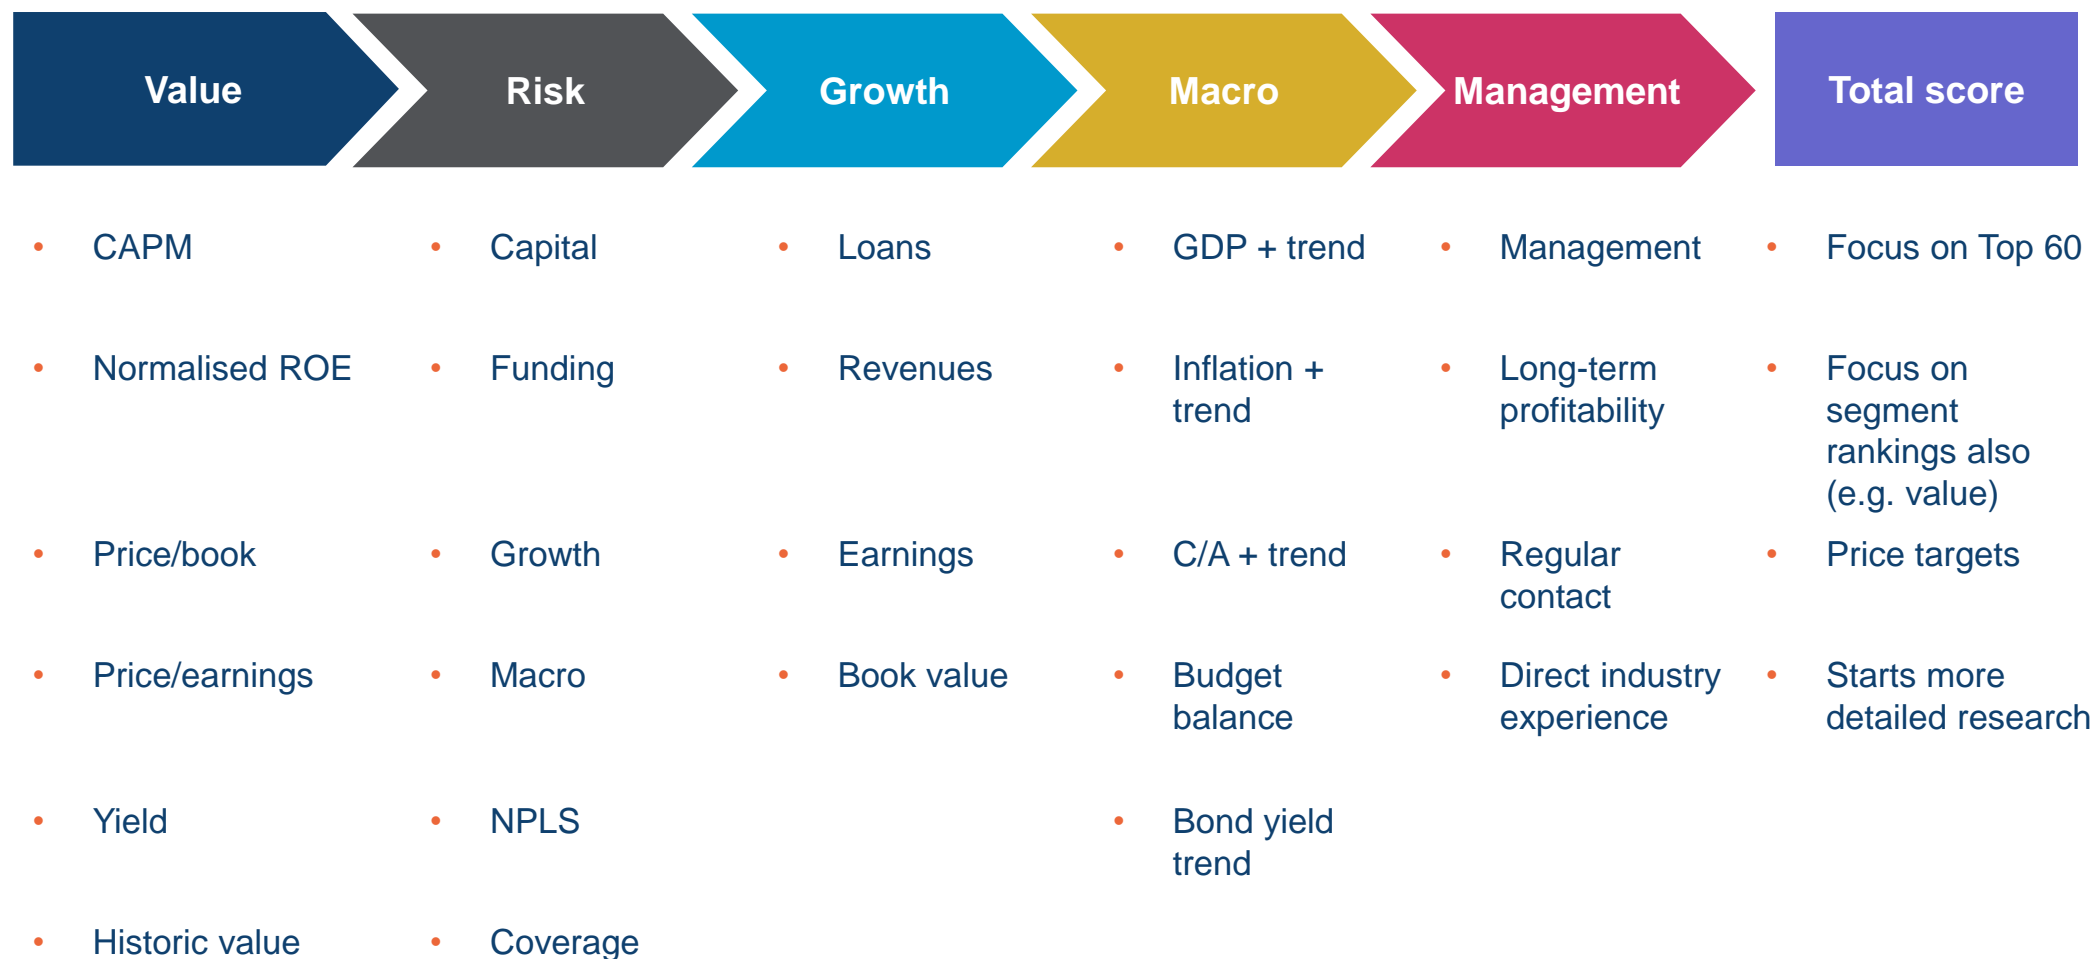 Value
Risk
Growth
Macro
Management
Total score
• CAPM
• Normalised ROE
• Price/book
• Price/earnings
• Yield
• Historic value
• Capital
• Funding
• Growth
• Macro
• NPLS
• Coverage
• Loans
• Revenues
• Earnings
• Book value
• GDP + trend
• Inflation +
trend
• C/A + trend
• Budget
balance
• Bond yield
trend
• Management
• Long-term
profitability
• Regular
contact
• Direct industry
experience
• Focus on Top 60
• Focus on
segment
rankings also
(e.g. value)
• Price targets
• Starts more
detailed research